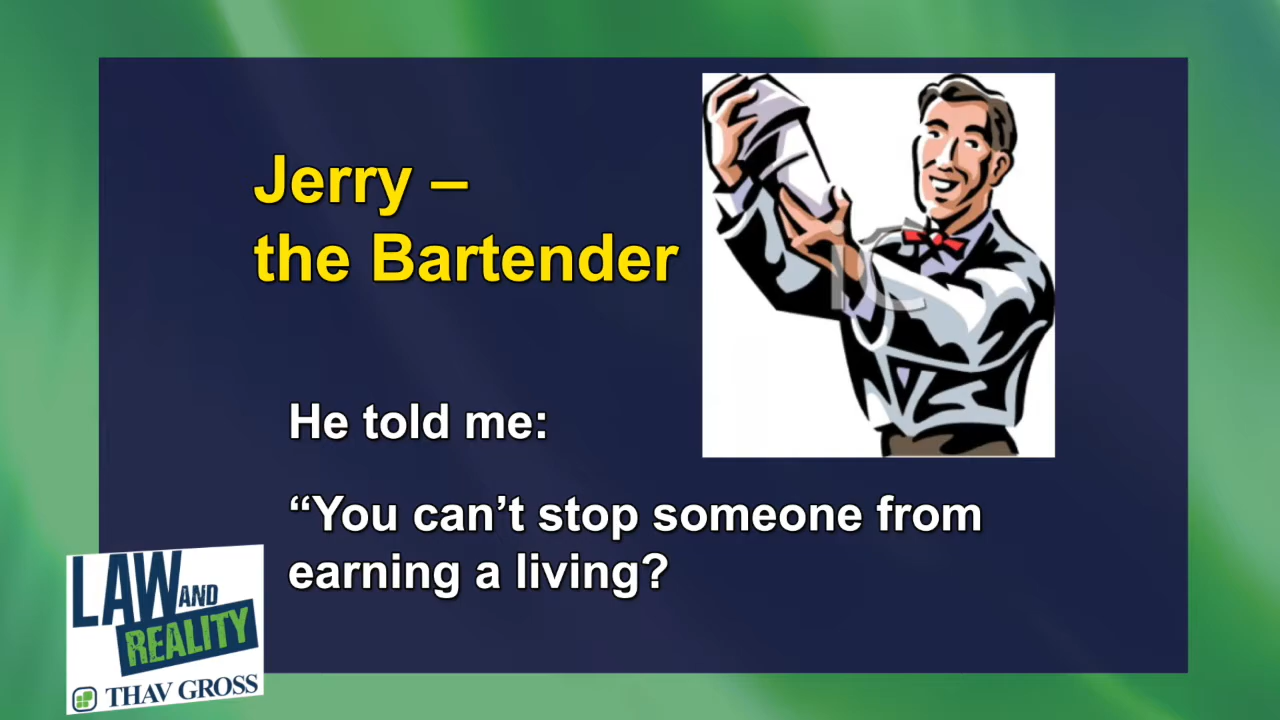 Jerry –
the Bartender
He told me:
“You can’t stop someone from
earning a living?
LAW AND
REALITY
THAV GROSS